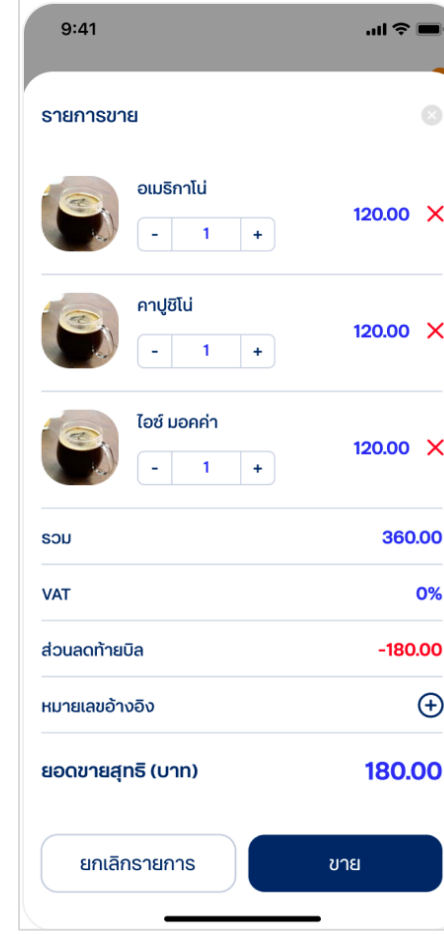 9:41
รายการขาย
อเมริกาโน่
- 1 +
120.00
คาปูชิโน่
- 1 +
120.00
ไอซ์ มอคค่า
- 1 +
120.00
รวม 360.00
VAT 0%
ส่วนลดท้ายบิล -180.00
หมายเลขอ้างอิง
ยอดขายสุทธิ (บาท) 180.00
ยกเลิกรายการ ขาย